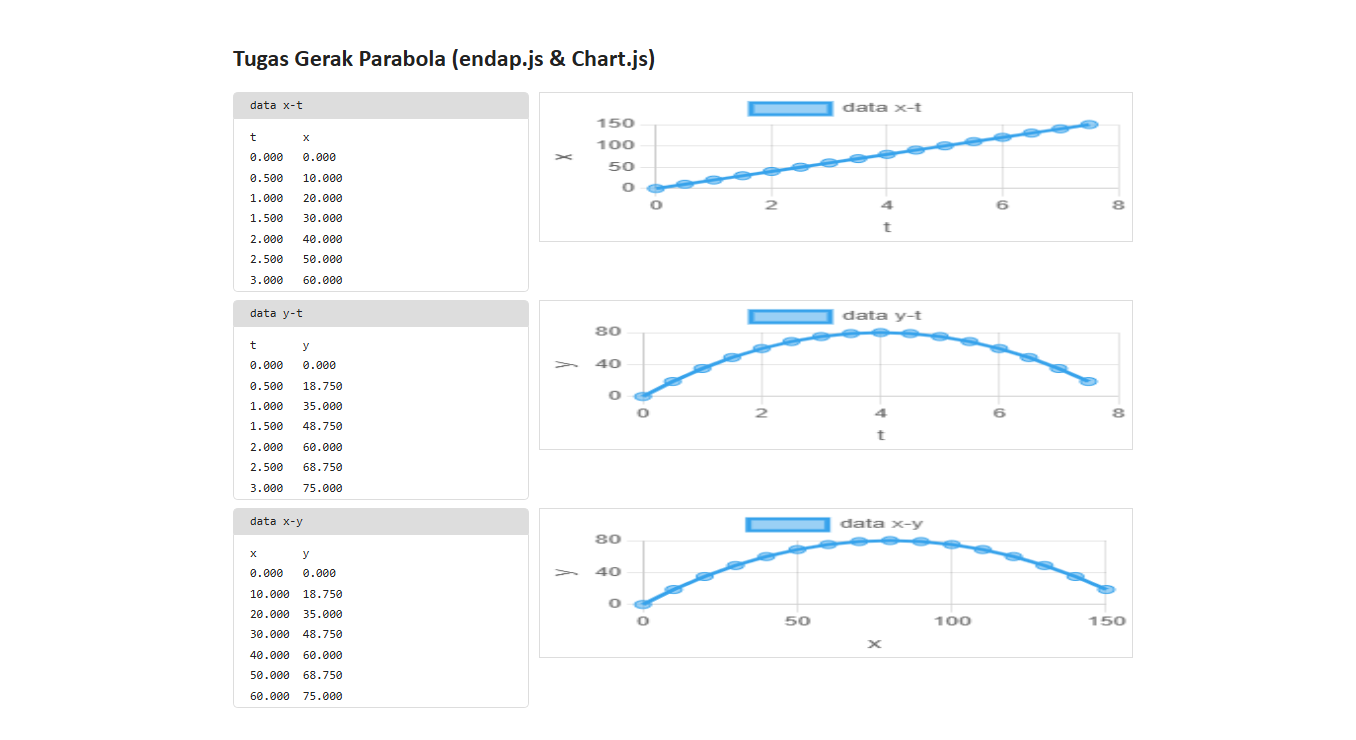 Tugas Gerak Parabola (endap.js & Chart.js)
data x-t
t x
0.000 0.000
0.500 10.000
1.000 20.000
1.500 30.000
2.000 40.000
2.500 50.000
3.000 60.000
data x-t
150
100
50
0
x
0 2 4 6 8
t
data y-t
t y
0.000 0.000
0.500 18.750
1.000 35.000
1.500 48.750
2.000 60.000
2.500 68.750
3.000 75.000
data y-t
80
40
0
y
0 2 4 6 8
t
data x-y
x y
0.000 0.000
10.000 18.750
20.000 35.000
30.000 48.750
40.000 60.000
50.000 68.750
60.000 75.000
data x-y
80
40
0
y
0 50 100 150
x